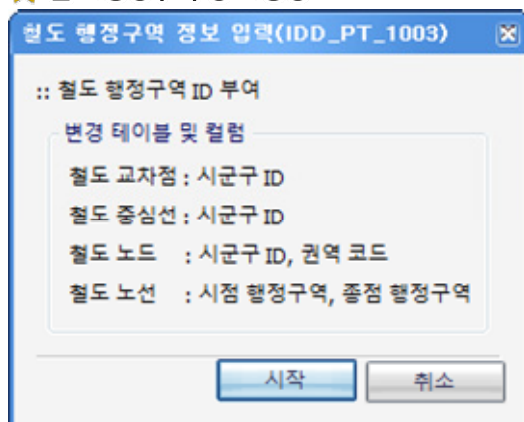 철도 행정구역 정보 입력(IDD_PT_1003)
:: 철도 행정구역 ID 부여
변경 테이블 및 컬럼
철도 교차점 : 시군구 ID
철도 중심선 : 시군구 ID
철도 노드 : 시군구 ID, 권역 코드
철도 노선 : 시점 행정구역, 종점 행정구역
시작
취소